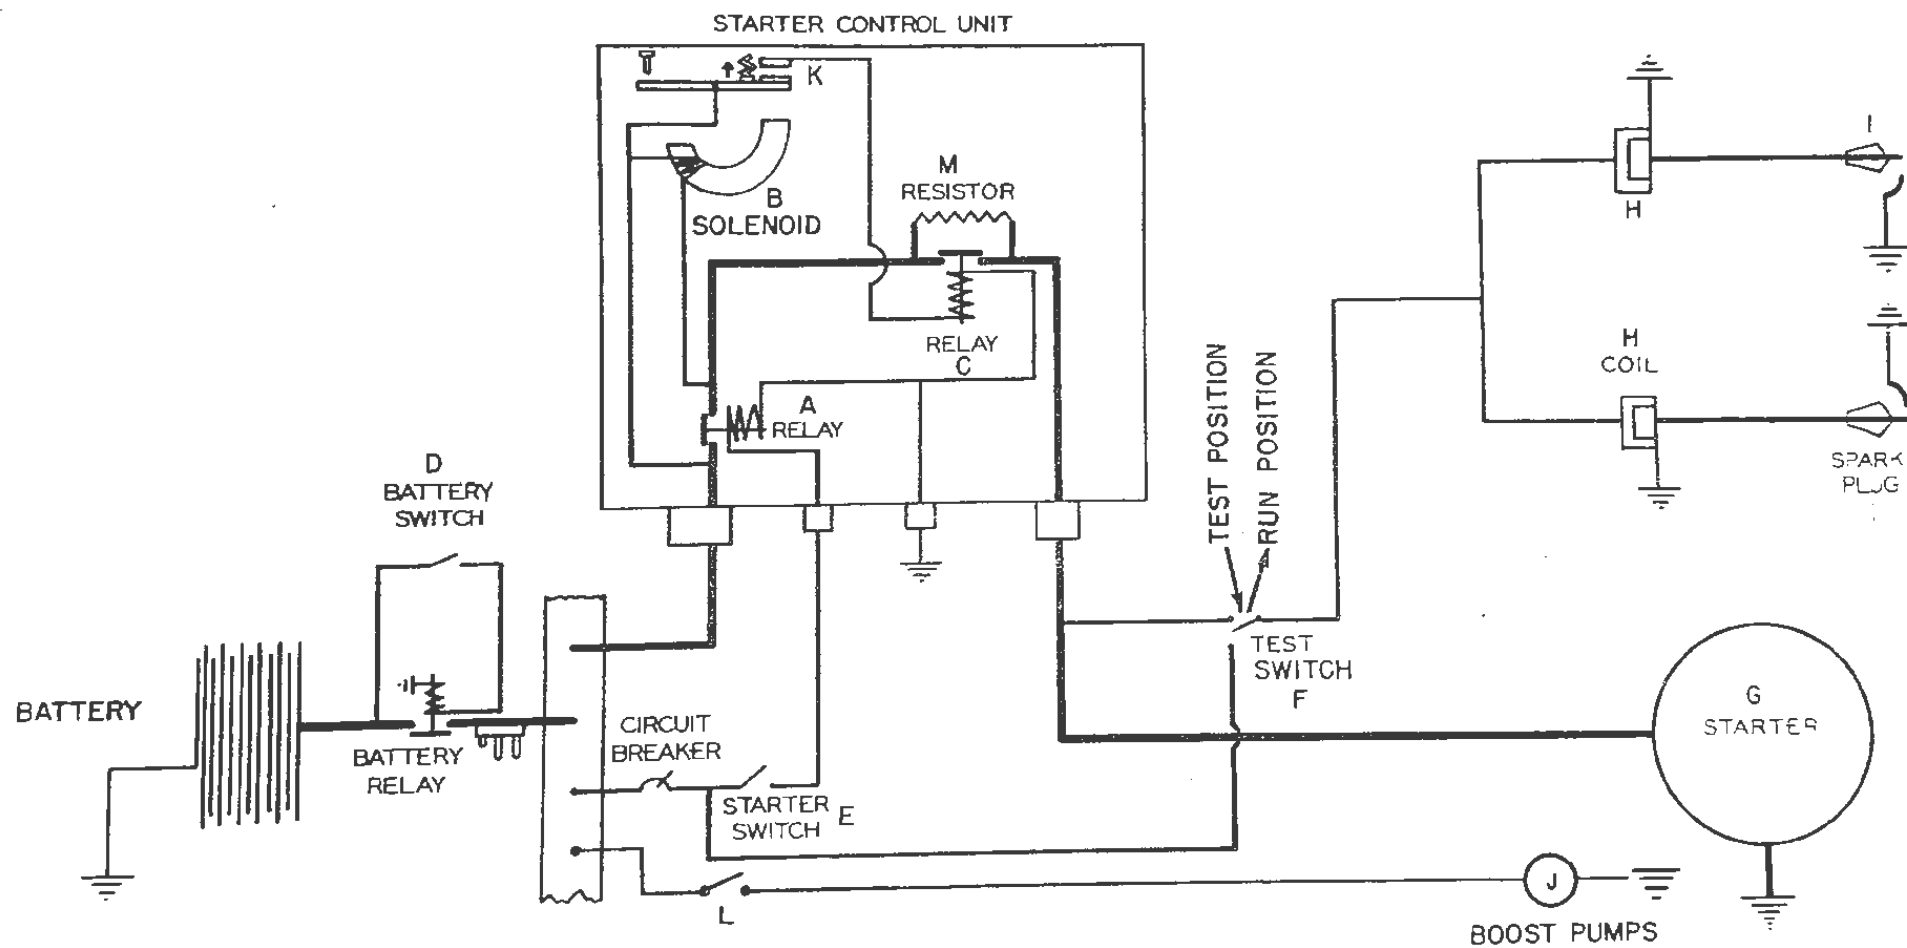 STARTER CONTROL UNIT
K
B
SOLENOID
M
RESISTOR
RELAY
C
A
RELAY
D
BATTERY
SWITCH
BATTERY
BATTERY
RELAY
CIRCUIT
BREAKER
STARTER
SWITCH
E
L
TEST POSITION
RUN POSITION
TEST
SWITCH
F
I
H
H
COIL
SPARK
PLUG
G
STARTER
J
BOOST PUMPS